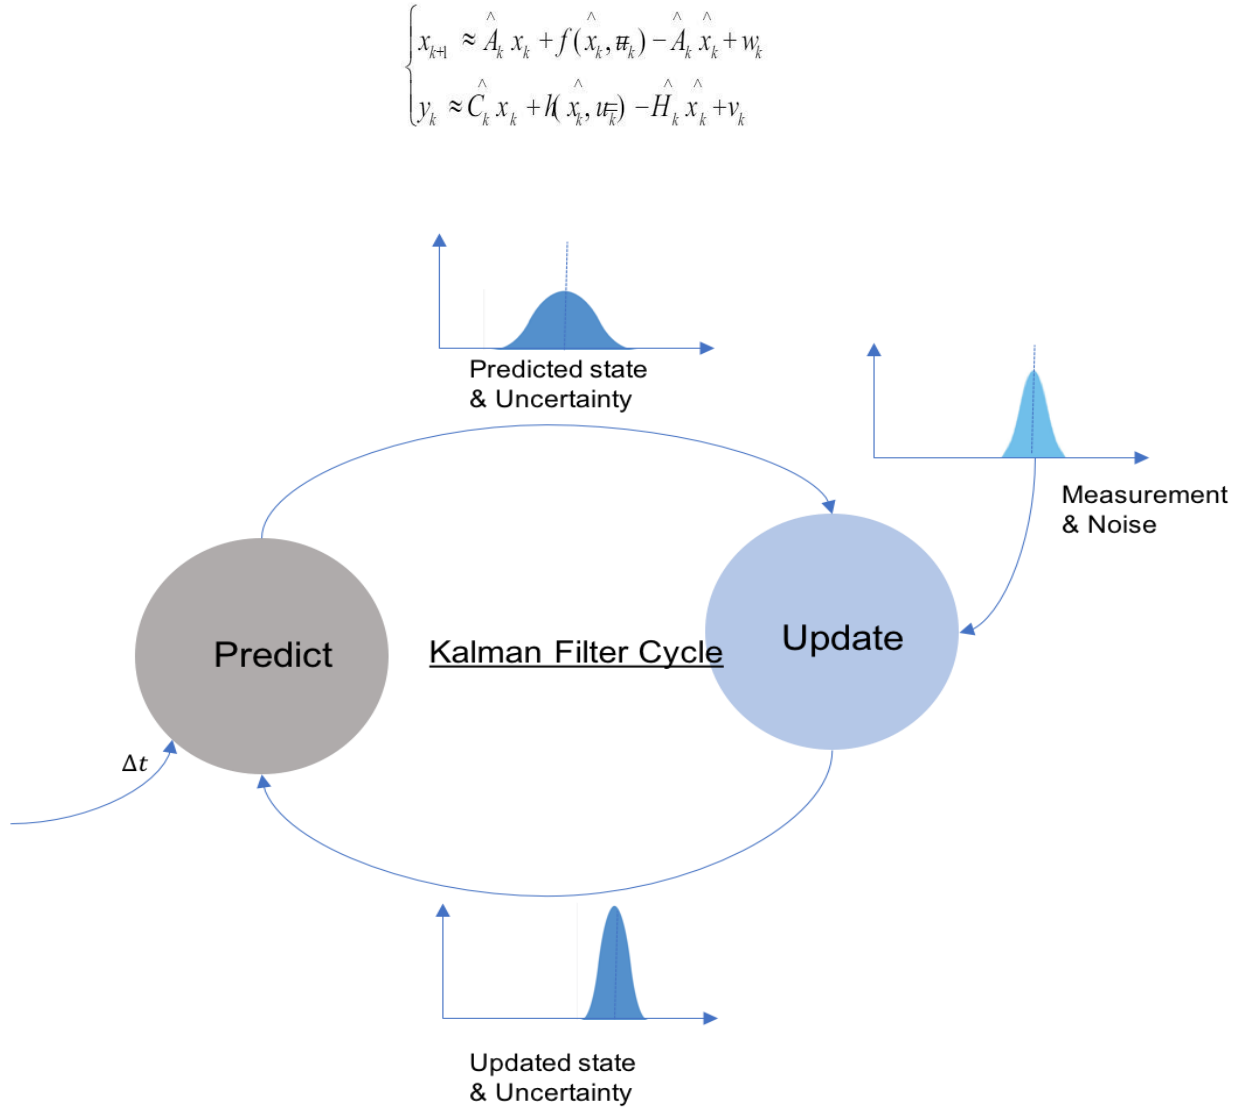 x̂_{k+1} ≈ Â_k x_k + f(x̂_k, u_k) − Â_k x̂_k + w_k
y_k ≈ Ĉ_k x_k + h(x̂_k, u_k) − Ĥ_k x̂_k + v_k
Predicted state
& Uncertainty
Measurement
& Noise
Predict
Kalman Filter Cycle
Update
Δt
Updated state
& Uncertainty